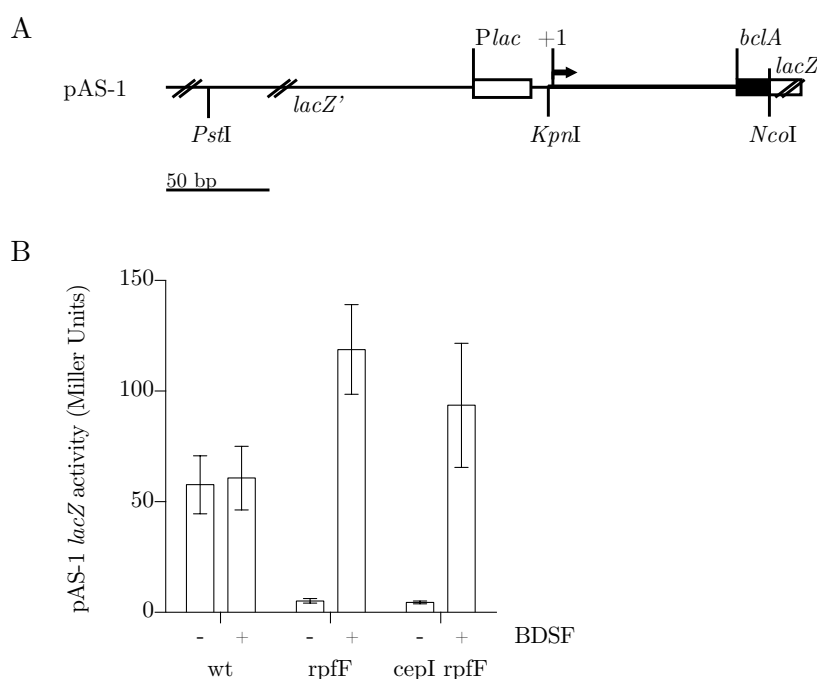 A
Plac +1 bclA
lacZ
pAS-1
lacZ'
PstI KpnI NcoI
50 bp
B
pAS-1 lacZ activity (Miller Units)
150
100
50
0
- + - + - + BDSF
wt rpfF cepI rpfF